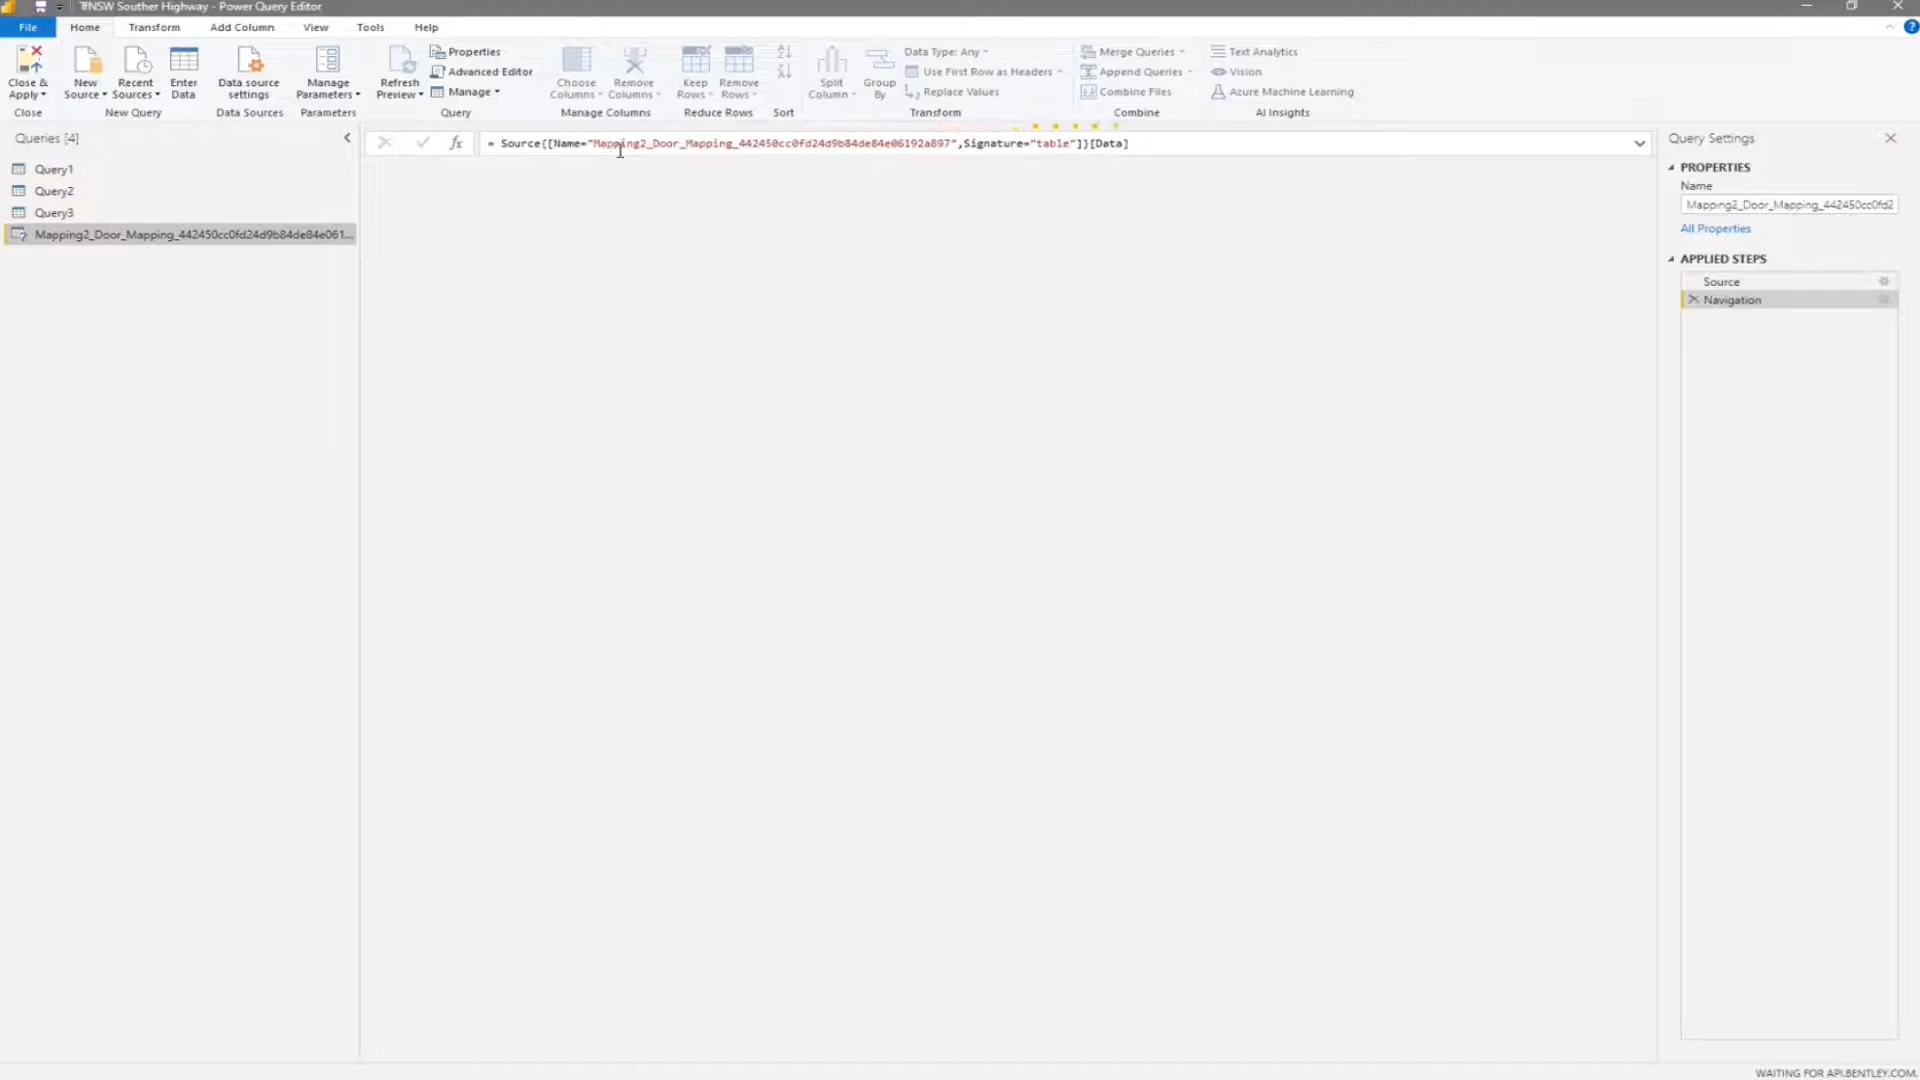 TfNSW Souther Highway - Power Query Editor
File Home Transform Add Column View Tools Help
Close & Apply
New Source
Recent Sources
Enter Data
Data source settings
Manage Parameters
Refresh Preview
Properties
Advanced Editor
Manage
Choose Columns
Remove Columns
Keep Rows
Remove Rows
Split Column
Group By
Data Type: Any
Use First Row as Headers
Replace Values
Merge Queries
Append Queries
Combine Files
Text Analytics
Vision
Azure Machine Learning
Close
New Query
Data Sources
Parameters
Query
Manage Columns
Reduce Rows
Sort
Transform
Combine
AI Insights
Queries [4]
Query1
Query2
Query3
Mapping2_Door_Mapping_442450cc0fd24d9b84de84e061...
fx
= Source{[Name="Mapping2_Door_Mapping_442450cc0fd24d9b84de84e06192a897",Signature="table"]}[Data]
Query Settings
PROPERTIES
Name
Mapping2_Door_Mapping_442450cc0fd2
All Properties
APPLIED STEPS
Source
Navigation
WAITING FOR API.BENTLEY.COM.